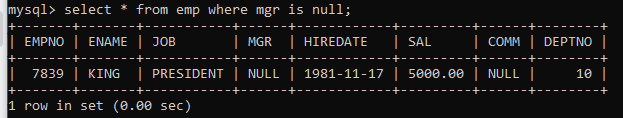 mysql> select * from emp where mgr is null;
+-------+-------+-----------+------+------------+---------+------+--------+
| EMPNO | ENAME | JOB       | MGR  | HIREDATE   | SAL     | COMM | DEPTNO |
+-------+-------+-----------+------+------------+---------+------+--------+
|  7839 | KING  | PRESIDENT | NULL | 1981-11-17 | 5000.00 | NULL |     10 |
+-------+-------+-----------+------+------------+---------+------+--------+
1 row in set (0.00 sec)